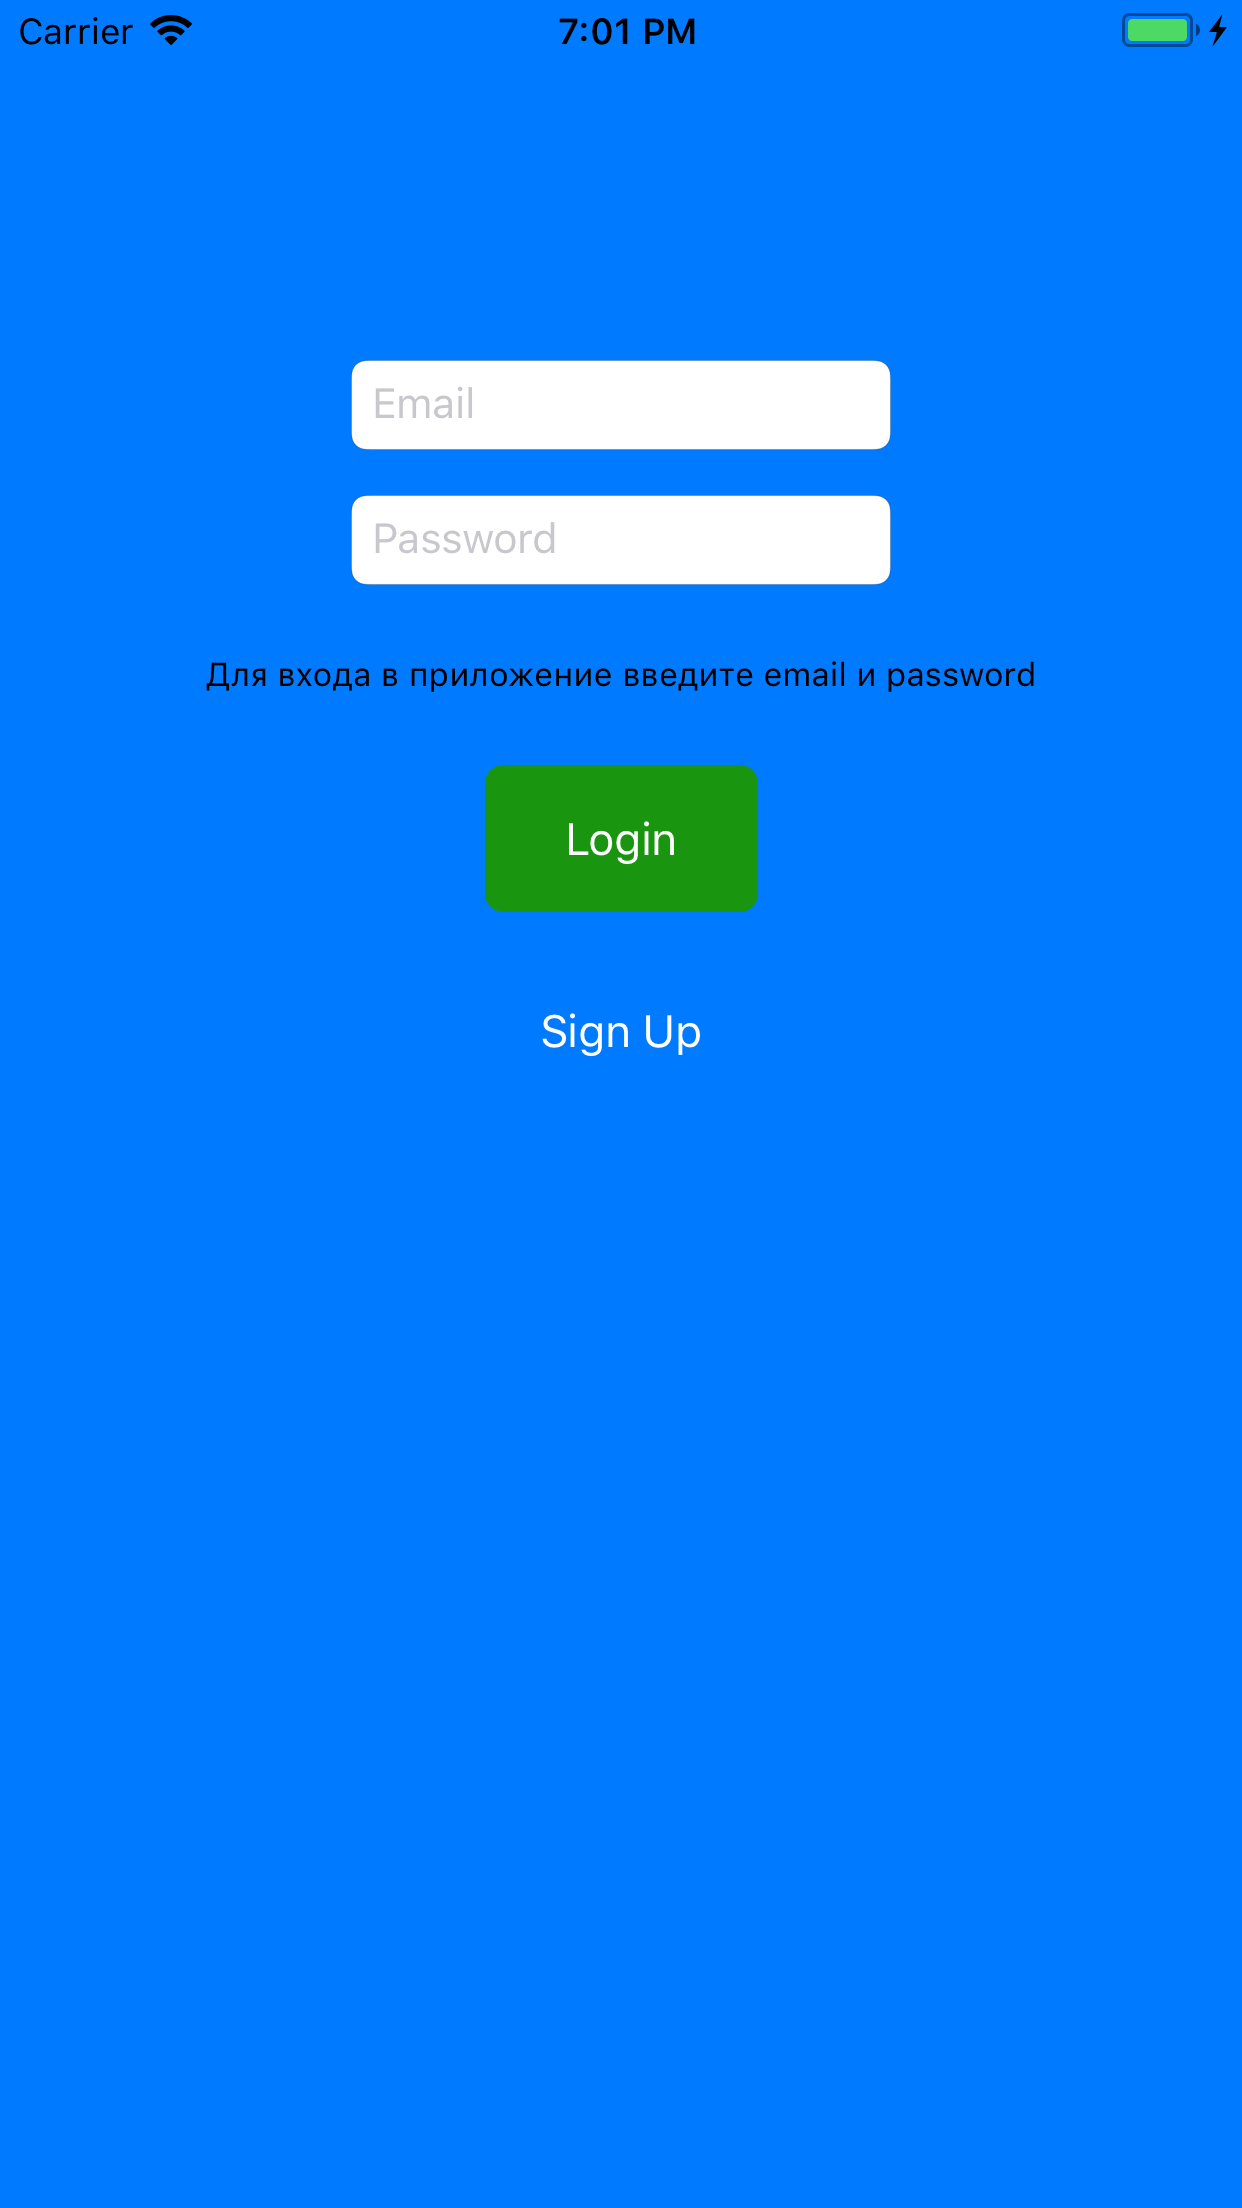 Carrier 7:01 PM
Email
Password
Для входа в приложение введите email и password
Login
Sign Up